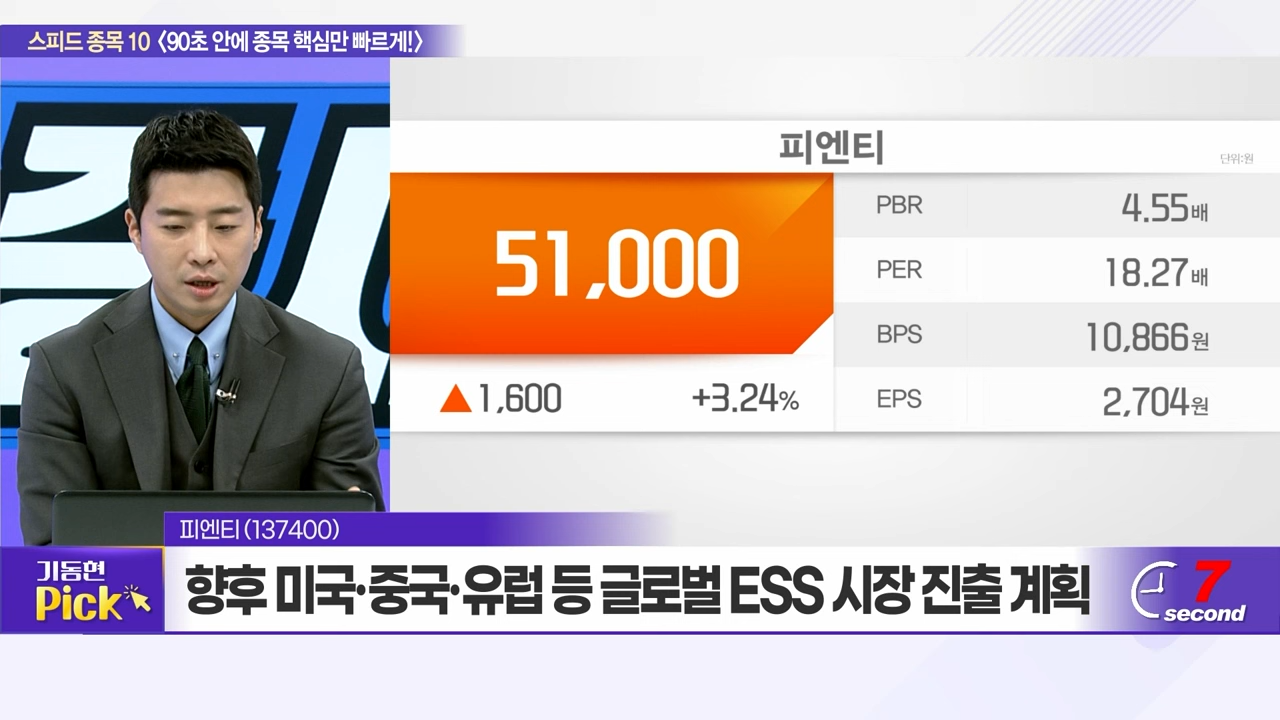 스피드 종목 10 〈90초 안에 종목 핵심만 빠르게!〉
피엔티
단위:원
51,000
▲1,600 +3.24%
PBR 4.55배
PER 18.27배
BPS 10,866원
EPS 2,704원
피엔티(137400)
기동현
Pick
향후 미국·중국·유럽 등 글로벌 ESS 시장 진출 계획
7
second